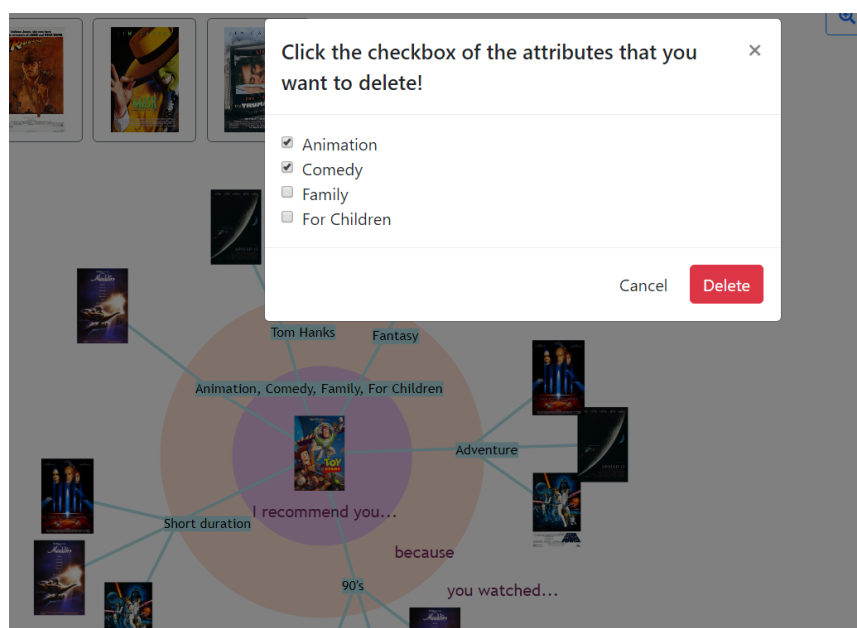 Click the checkbox of the attributes that you
want to delete!
×
Animation
Comedy
Family
For Children
Cancel
Delete
Tom Hanks
Fantasy
Animation, Comedy, Family, For Children
TOY
Adventure
Short duration
I recommend you...
because
90's
you watched...